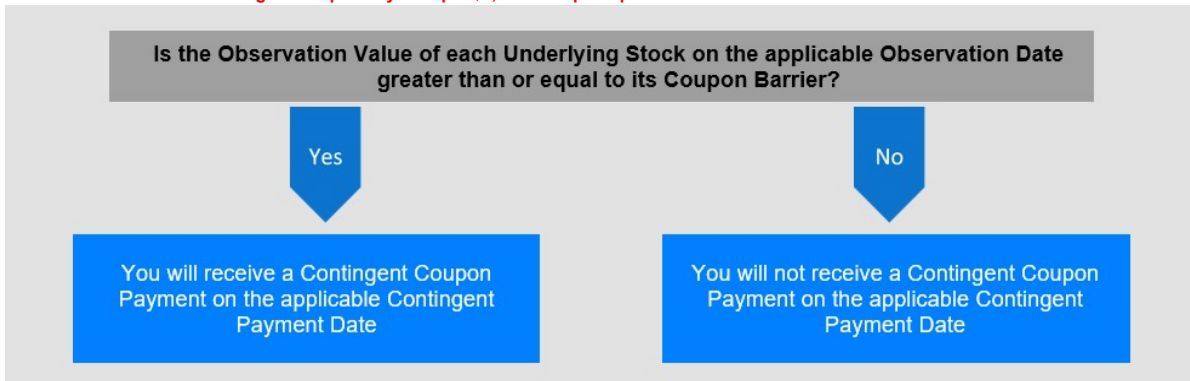 Is the Observation Value of each Underlying Stock on the applicable Observation Date
greater than or equal to its Coupon Barrier?
Yes
No
You will receive a Contingent Coupon
Payment on the applicable Contingent
Payment Date
You will not receive a Contingent Coupon
Payment on the applicable Contingent
Payment Date